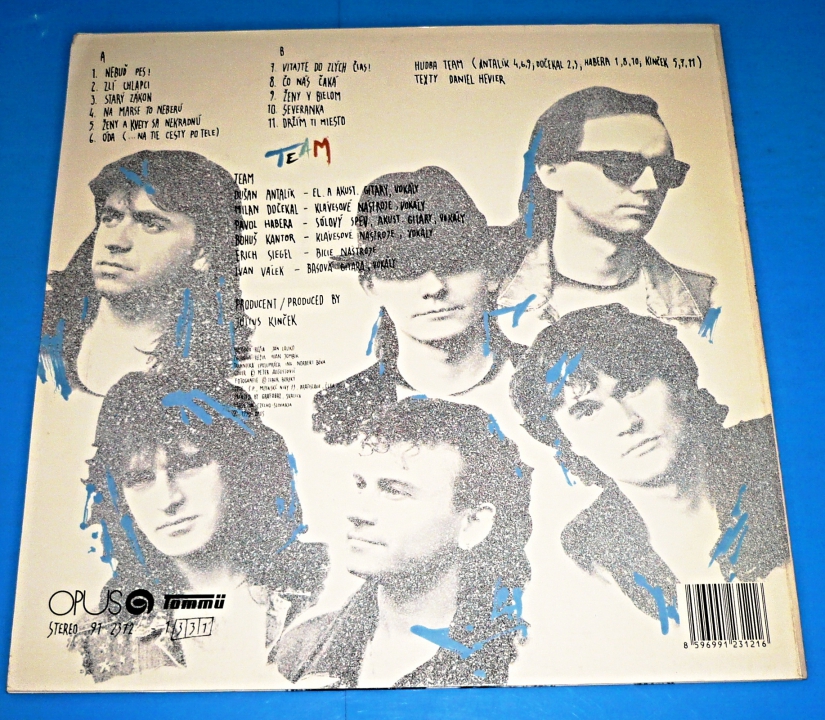 A
1. NEBUĎ PES!
2. ZLÍ CHLAPCI
3. STARÝ ZÁKON
4. NA MARSE TO NEBERÚ
5. ŽENY A KVETY SA NEKRADNÚ
6. ÓDA (...NA TIE CESTY PO TELE)
B
7. VITAJTE DO ZLÝCH ČIAS!
8. ČO NÁS ČAKÁ
9. ŽENY V BIELOM
10. SEVERANKA
11. DRŽÍM TI MIESTO
HUDBA TEAM (ANTALÍK 4,6,9, DOČEKAL 2,3, HABERA 1,8,10, KINČEK 5,7,11)
TEXTY DANIEL HEVIER
TEAM
TEAM
DUŠAN ANTALÍK – EL. A AKUST. GITARY, VOKÁLY
MILAN DOČEKAL – KLÁVESOVÉ NÁSTROJE, VOKÁLY
PAVOL HABERA – SÓLOVÝ SPEV, AKUST. GITARY, VOKÁLY
BOHUŠ KANTOR – KLÁVESOVÉ NÁSTROJE, VOKÁLY
ERICH SIEGEL – BICIE NÁSTROJE
IVAN VÁLEK – BASOVÁ GITARA, VOKÁLY
PRODUCENT / PRODUCED BY
JÚLIUS KINČEK
OPUS tommü
STEREO 91 2372
8 596991 231216